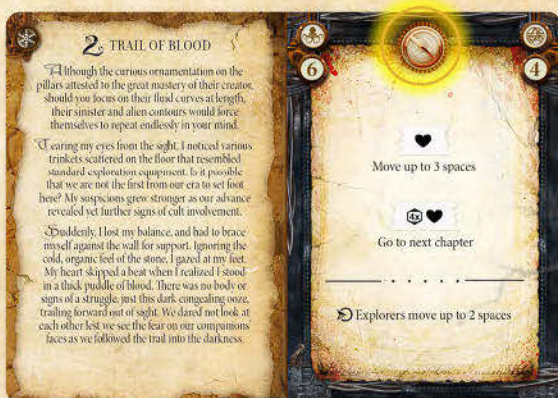 2 TRAIL OF BLOOD
Although the curious ornamentation on the
pillars attested to the great mastery of their creator,
should you focus on their fluid curves at length,
their sinister and alien contours would force
themselves to repeat endlessly in your mind.
Tearing my eyes from the sight, I noticed various
trinkets scattered on the floor that resembled
standard exploration equipment. Is it possible
that we are not the first from our era to set foot
here? My suspicions grew stronger as our advance
revealed yet further signs of cult involvement.
Suddenly, I lost my balance, and had to brace
myself against the wall for support. Ignoring the
cold, organic feel of the stone, I gazed at my feet.
My heart skipped a beat when I realized I stood
in a thick puddle of blood. There was no body or
signs of a struggle, just this dark congealing ooze,
trailing forward out of sight. We dared not look at
each other lest we see the fear on our companions
faces as we followed the trail into the darkness.
6
4
Move up to 3 spaces
4x
Go to next chapter
Explorers move up to 2 spaces